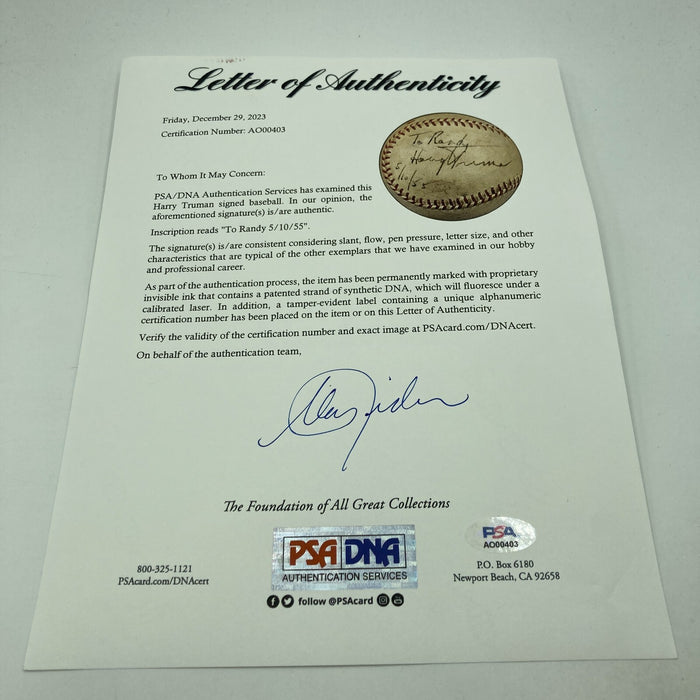 Letter of Authenticity
Friday, December 29, 2023
Certification Number: AO00403
To Randy
Harry Truman
5/10/55
To Whom It May Concern:
PSA/DNA Authentication Services has examined this
Harry Truman signed baseball. In our opinion, the
aforementioned signature(s) is/are authentic.
Inscription reads "To Randy 5/10/55".
The signature(s) is/are consistent considering slant, flow, pen pressure, letter size, and other
characteristics that are typical of the other exemplars that we have examined in our hobby
and professional career.
As part of the authentication process, the item has been permanently marked with proprietary
invisible ink that contains a patented strand of synthetic DNA, which will fluoresce under a
calibrated laser. In addition, a tamper-evident label containing a unique alphanumeric
certification number has been placed on the item or on this Letter of Authenticity.
Verify the validity of the certification number and exact image at PSAcard.com/DNAcert.
On behalf of the authentication team,
The Foundation of All Great Collections
800-325-1121
PSAcard.com/DNAcert
PSA DNA
AUTHENTICATION SERVICES
follow @PSAcard
PSA
AO00403
P.O. Box 6180
Newport Beach, CA 92658